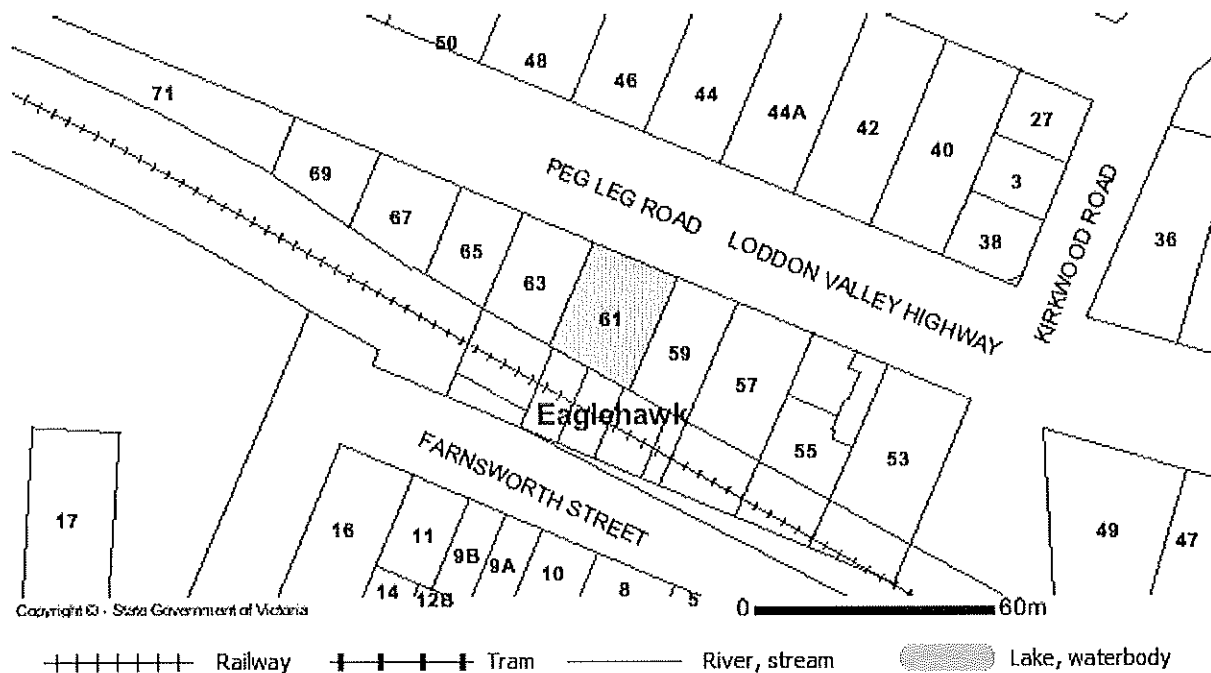 50
48
46
44
44A
42
40
27
3
38
36
71
69
67
65
63
61
59
57
55
53
PEG LEG ROAD LODDON VALLEY HIGHWAY
KIRKWOOD ROAD
Eaglehawk
FARNSWORTH STREET
17
16
11
9B
9A
10
8
5
14
12B
49
47
Copyright © - State Government of Victoria
0 60m
Railway Tram River, stream Lake, waterbody